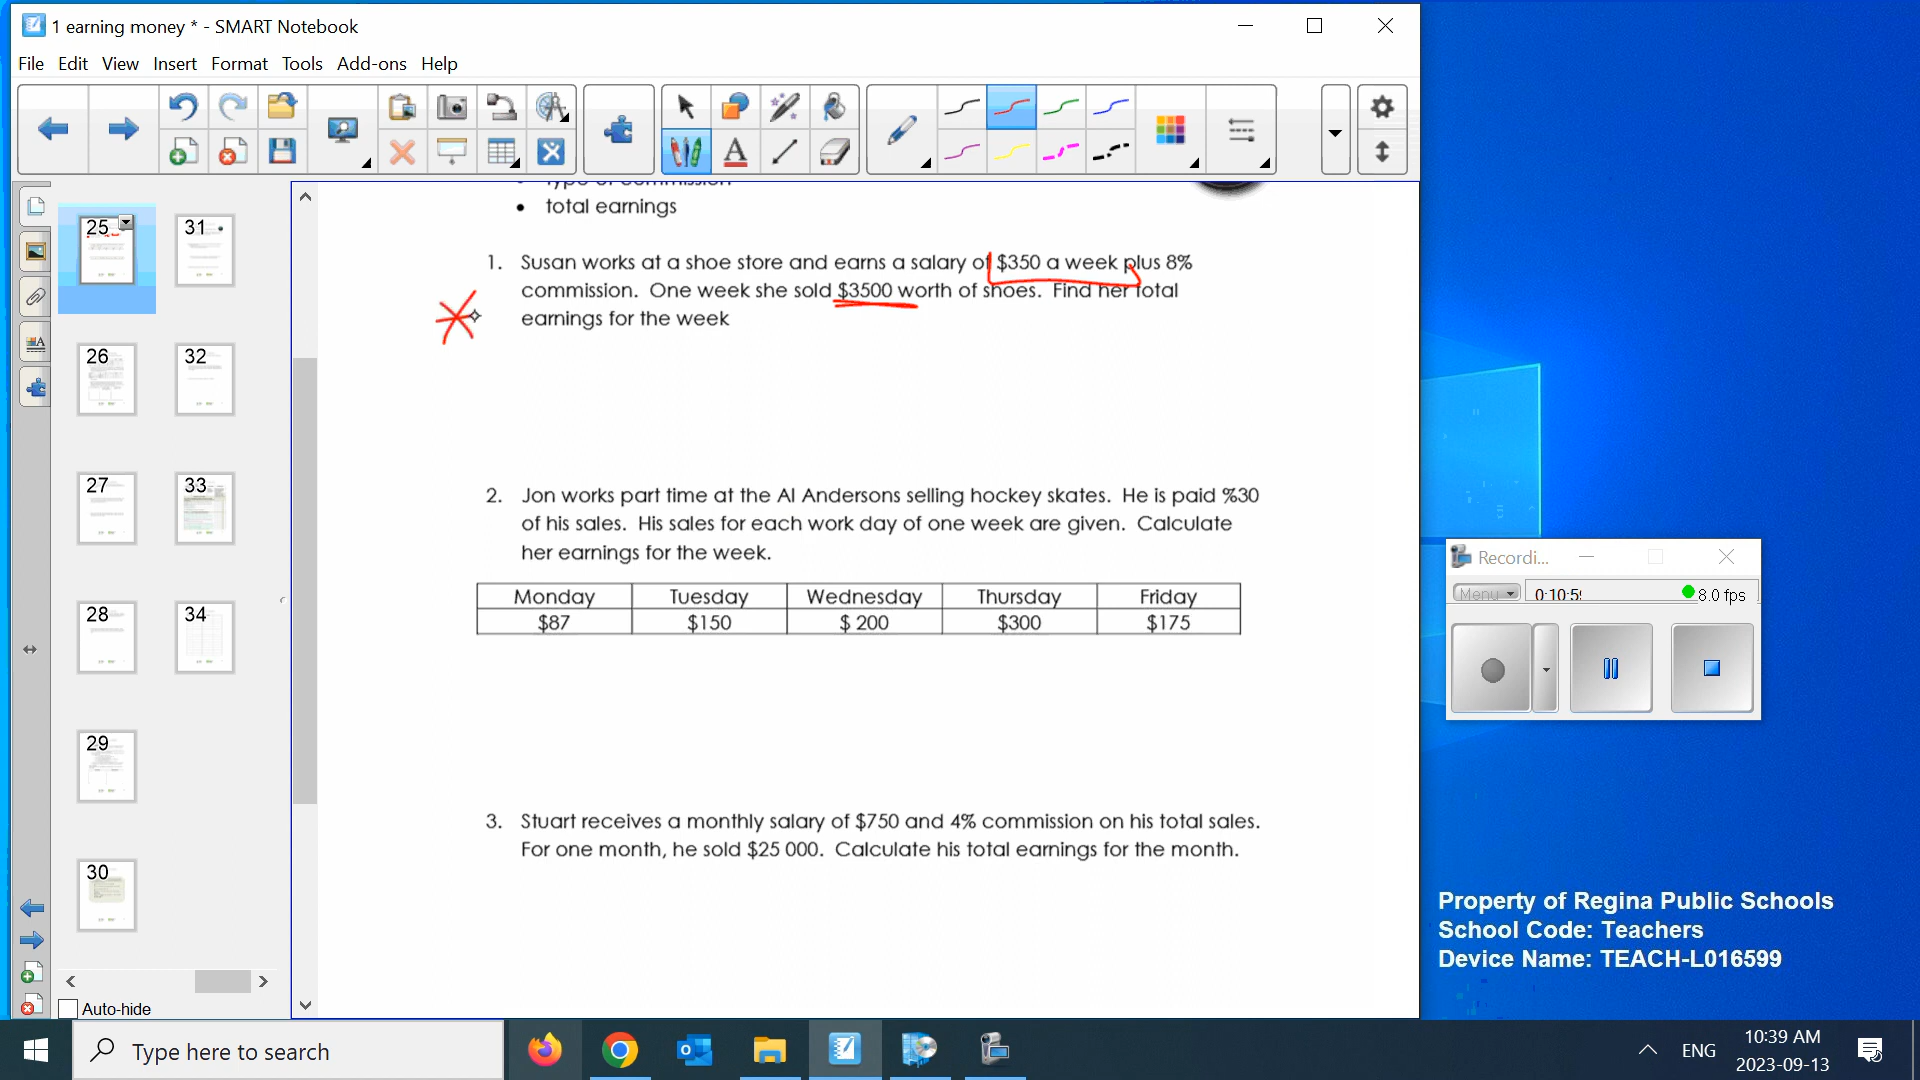 1 earning money * - SMART Notebook
File Edit View Insert Format Tools Add-ons Help
25
31
26
32
27
33
28
34
29
30
Auto-hide
type of commission
• total earnings
1. Susan works at a shoe store and earns a salary of $350 a week plus 8%
commission. One week she sold $3500 worth of shoes. Find her total
earnings for the week
2. Jon works part time at the Al Andersons selling hockey skates. He is paid %30
of his sales. His sales for each work day of one week are given. Calculate
her earnings for the week.
Monday Tuesday Wednesday Thursday Friday
$87 $150 $ 200 $300 $175
3. Stuart receives a monthly salary of $750 and 4% commission on his total sales.
For one month, he sold $25 000. Calculate his total earnings for the month.
Recordi...
Menu
8.0 fps
Property of Regina Public Schools
School Code: Teachers
Device Name: TEACH-L016599
Type here to search
ENG
10:39 AM
2023-09-13